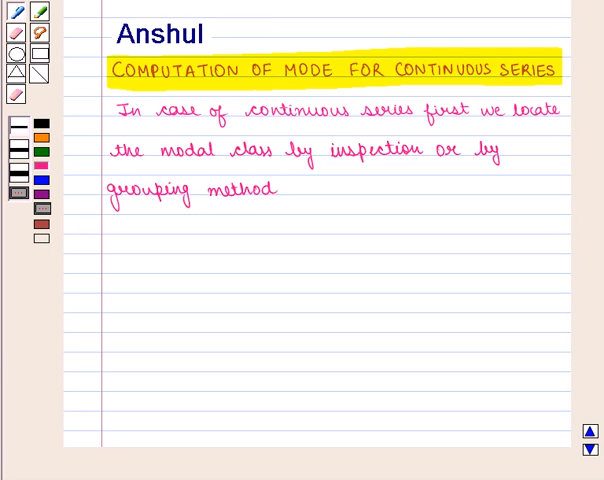 Anshul
COMPUTATION OF MODE FOR CONTINUOUS SERIES
In case of continuous series first we locate
the modal class by inspection or by
grouping method